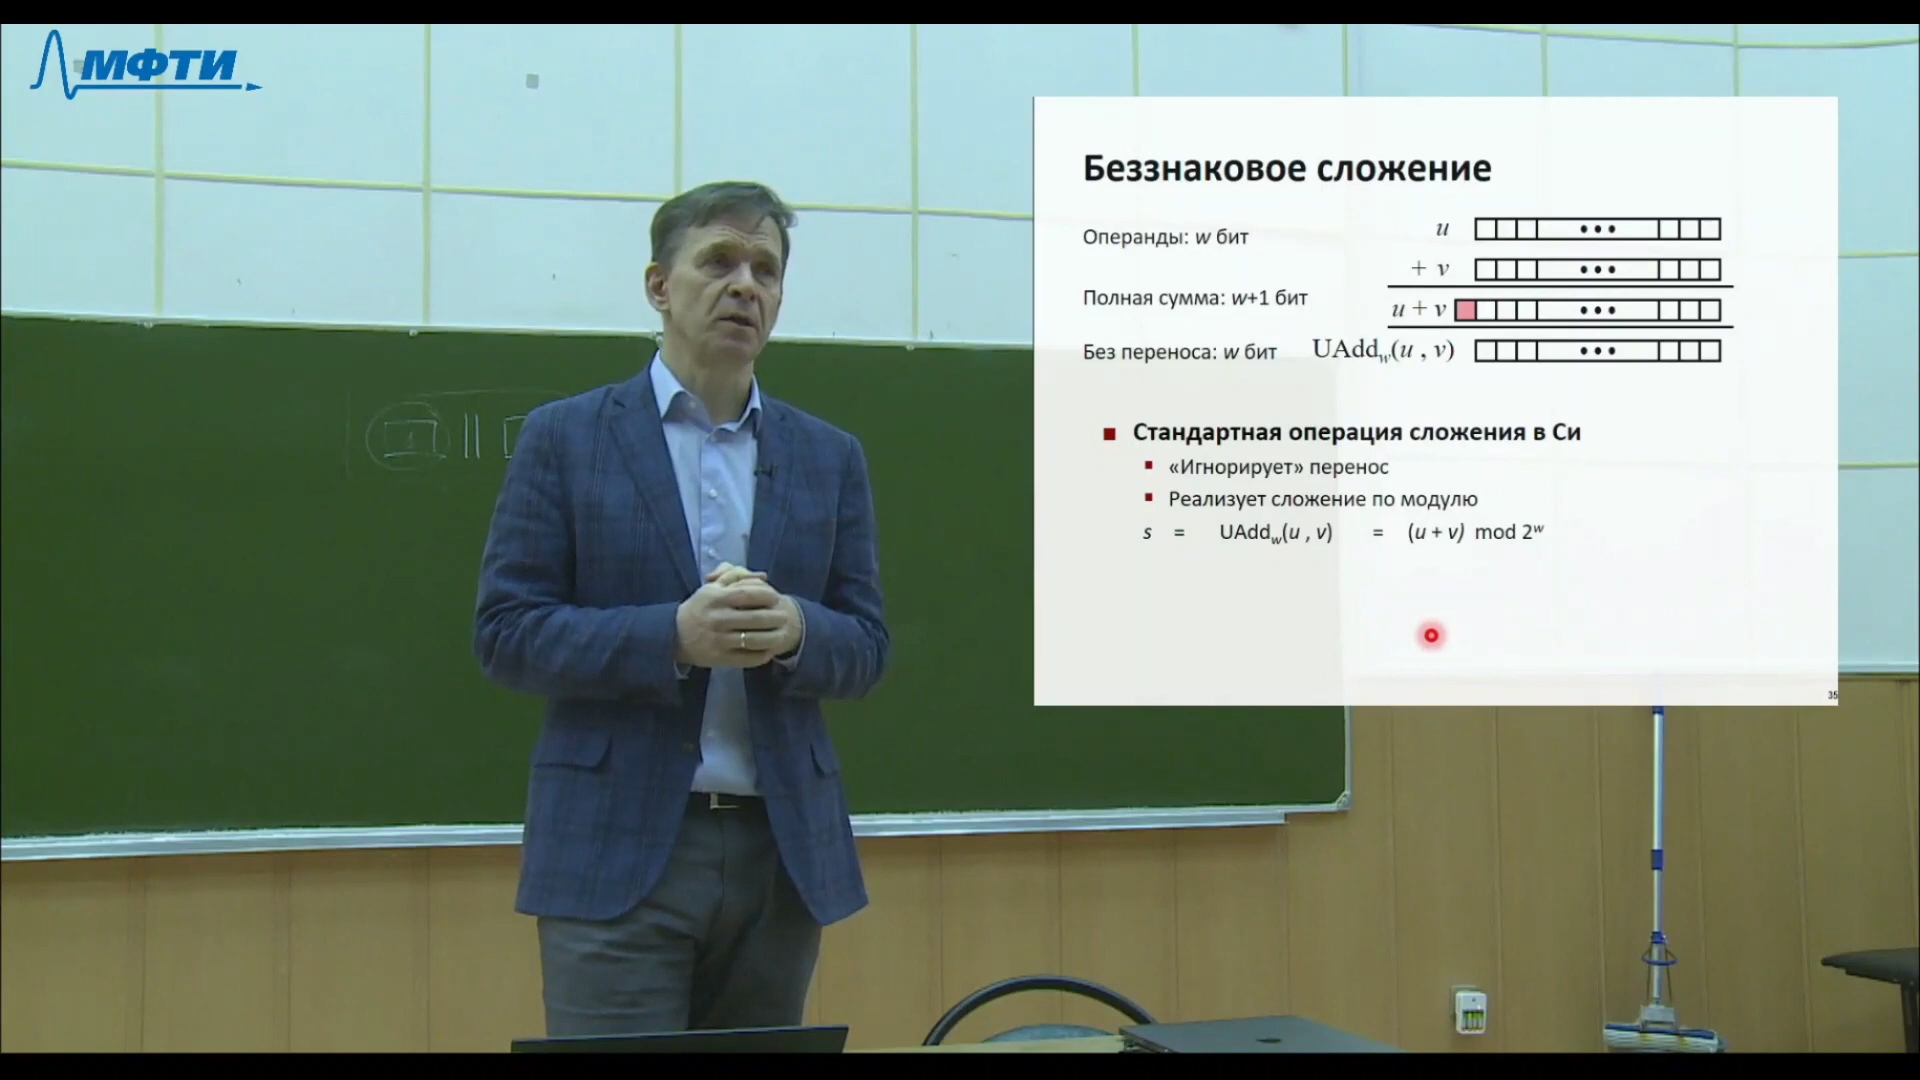 МФТИ
Беззнаковое сложение
Операнды: w бит
u •••
+ v •••
Полная сумма: w+1 бит
u + v •••
Без переноса: w бит UAddw(u , v) •••
Стандартная операция сложения в Си
«Игнорирует» перенос
Реализует сложение по модулю
s = UAddw(u , v) = (u + v) mod 2^w
35